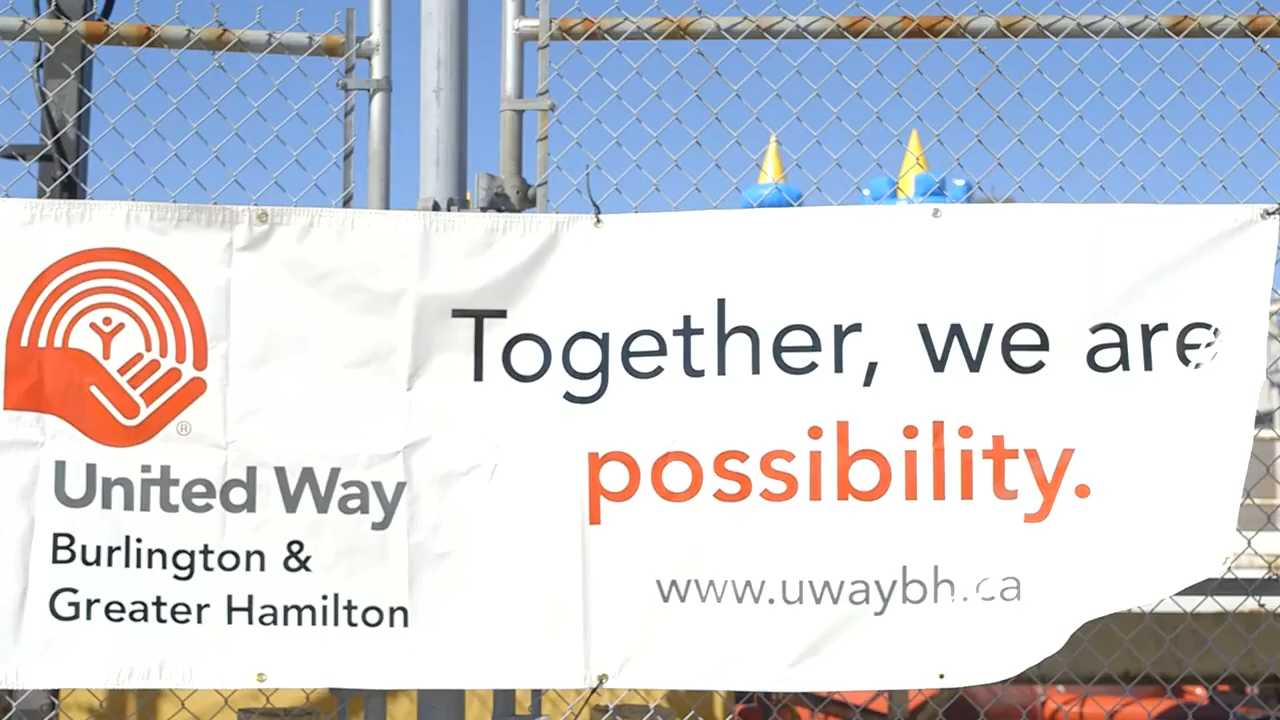 United Way
Burlington &
Greater Hamilton
Together, we are
possibility.
www.uwaybh.ca